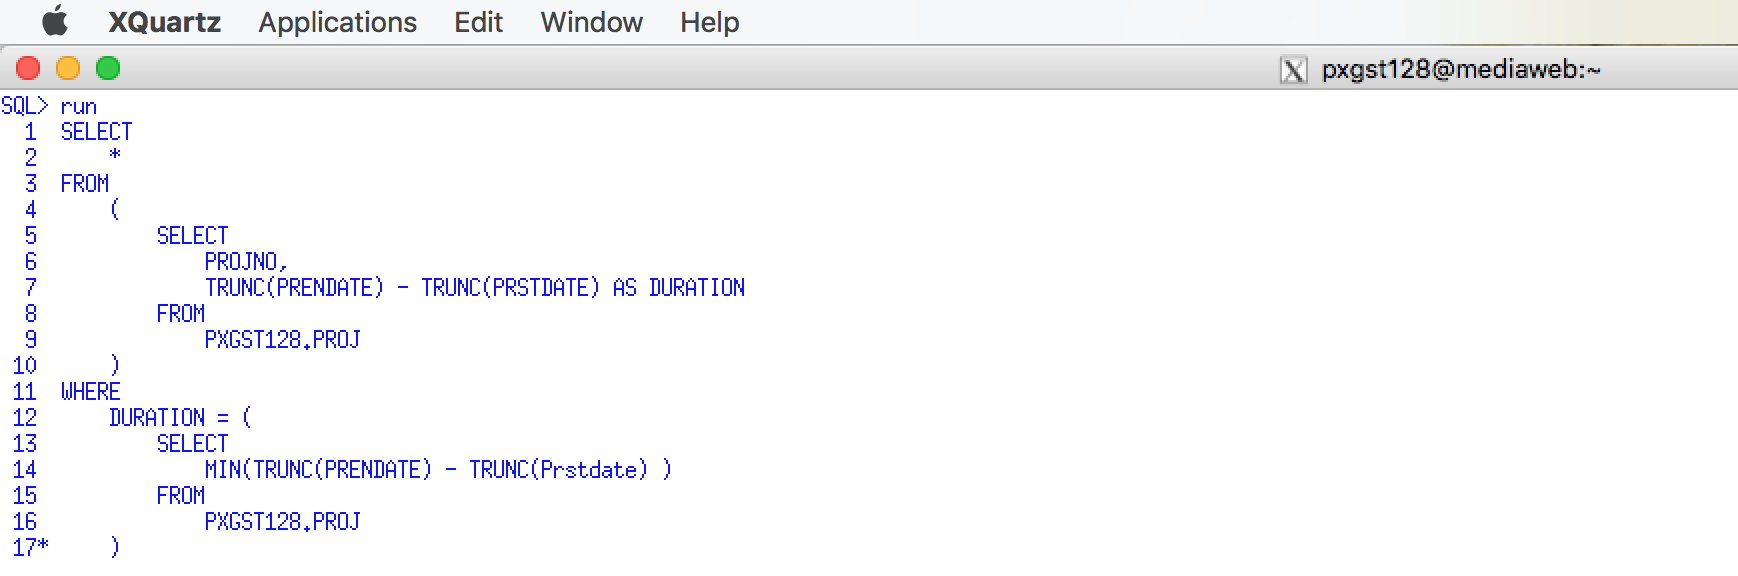 XQuartz Applications Edit Window Help
X pxgst128@mediaweb:~
SQL> run
  1  SELECT
  2      *
  3  FROM
  4      (
  5          SELECT
  6              PROJNO,
  7              TRUNC(PRENDATE) - TRUNC(PRSTDATE) AS DURATION
  8          FROM
  9              PXGST128.PROJ
 10      )
 11  WHERE
 12      DURATION = (
 13          SELECT
 14              MIN(TRUNC(PRENDATE) - TRUNC(Prstdate) )
 15          FROM
 16              PXGST128.PROJ
 17*     )